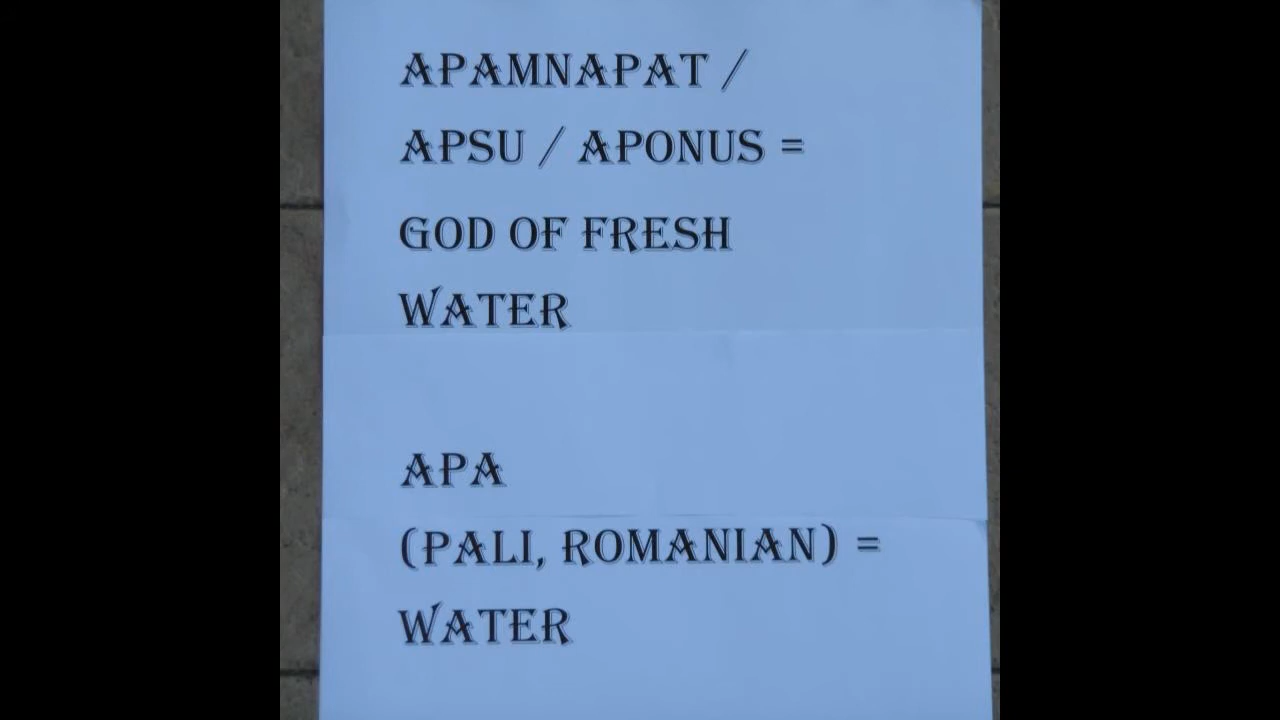 APAMNAPAT /
APSU / APONUS =
GOD OF FRESH
WATER
APA
(PALI, ROMANIAN) =
WATER